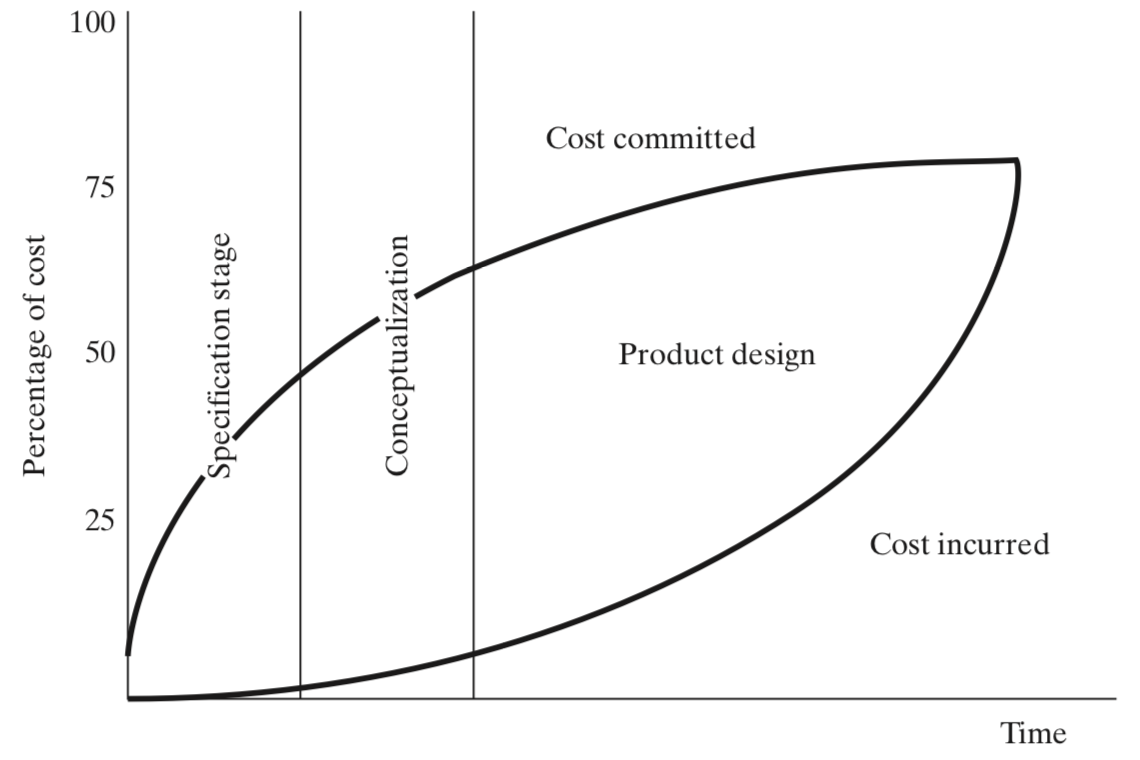 100
Cost committed
75
Percentage of cost
Specification stage
Conceptualization
50
Product design
25
Cost incurred
Time